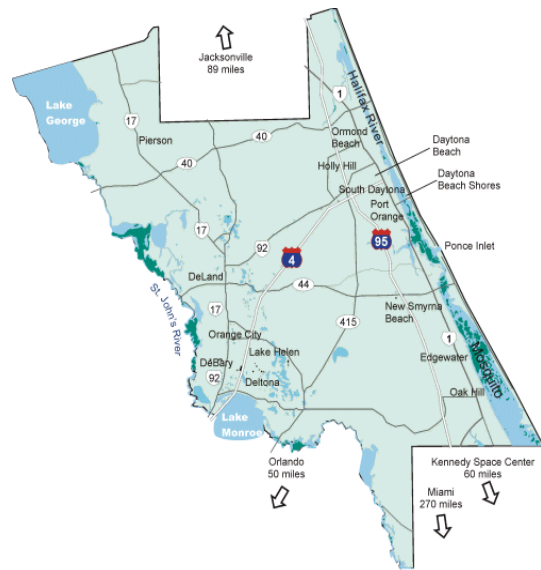 Jacksonville
89 miles
Lake
George
17
Pierson
40
40
1
Halifax River
Ormond
Beach
Holly Hill
Daytona
Beach
South Daytona
Daytona
Beach Shores
Port
Orange
17
92
4
95
Ponce Inlet
DeLand
44
St. John's River
17
415
New Smyrna
Beach
Orange City
1
Mosquito
Lake Helen
Edgewater
DeBary
92
Deltona
Oak Hill
Lake
Monroe
Orlando
50 miles
Kennedy Space Center
60 miles
Miami
270 miles